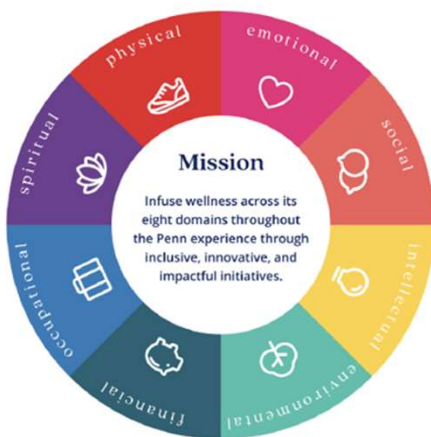 physical
emotional
social
intellectual
environmental
financial
occupational
spiritual
Mission
Infuse wellness across its
eight domains throughout
the Penn experience through
inclusive, innovative, and
impactful initiatives.